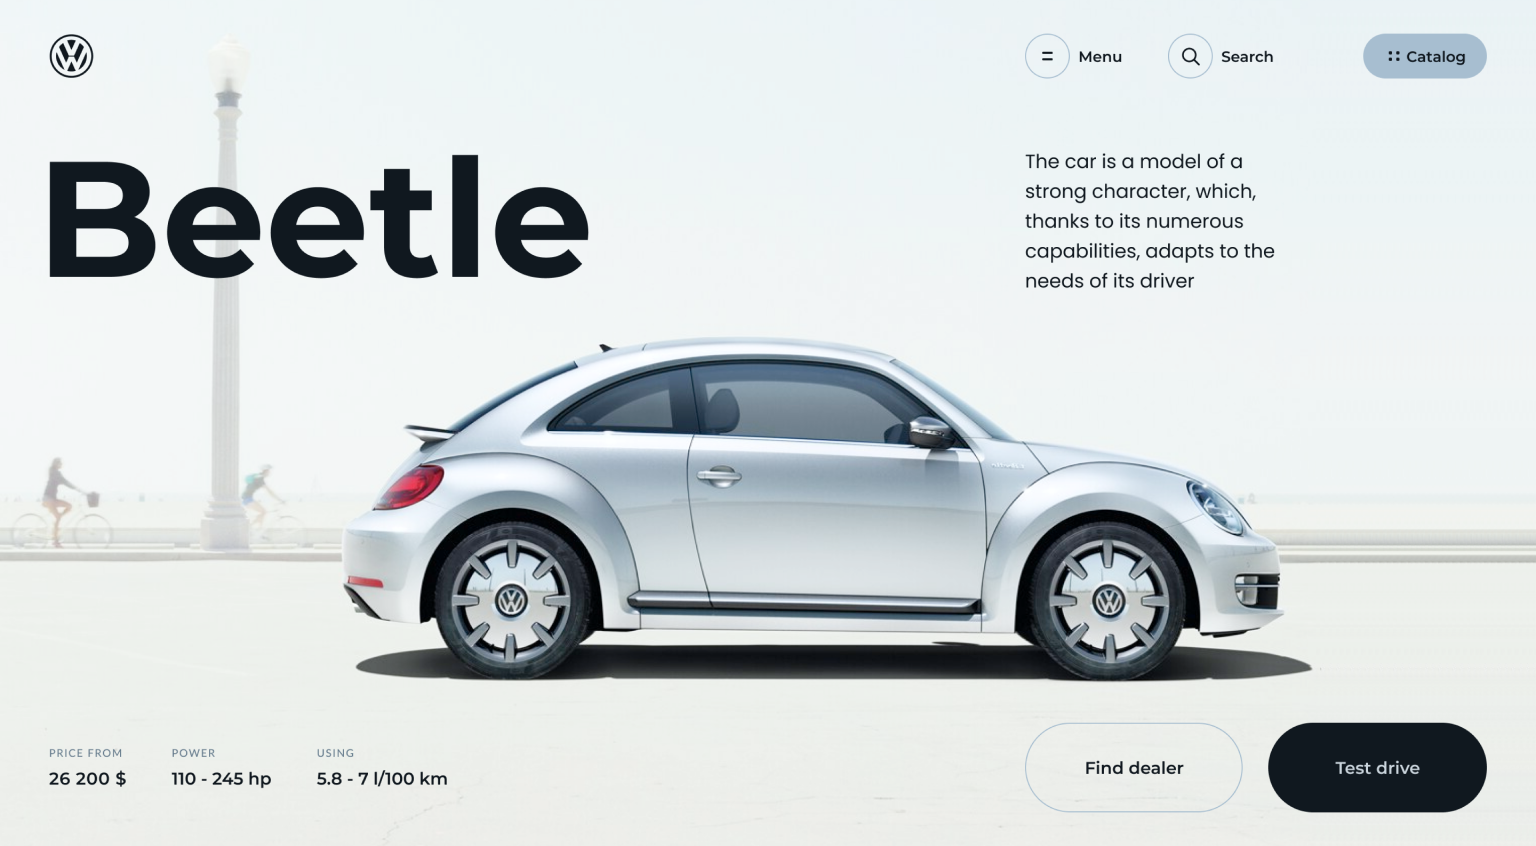 Menu
Search
Catalog
Beetle
The car is a model of a
strong character, which,
thanks to its numerous
capabilities, adapts to the
needs of its driver
PRICE FROM
26 200 $
POWER
110 - 245 hp
USING
5.8 - 7 l/100 km
Find dealer
Test drive